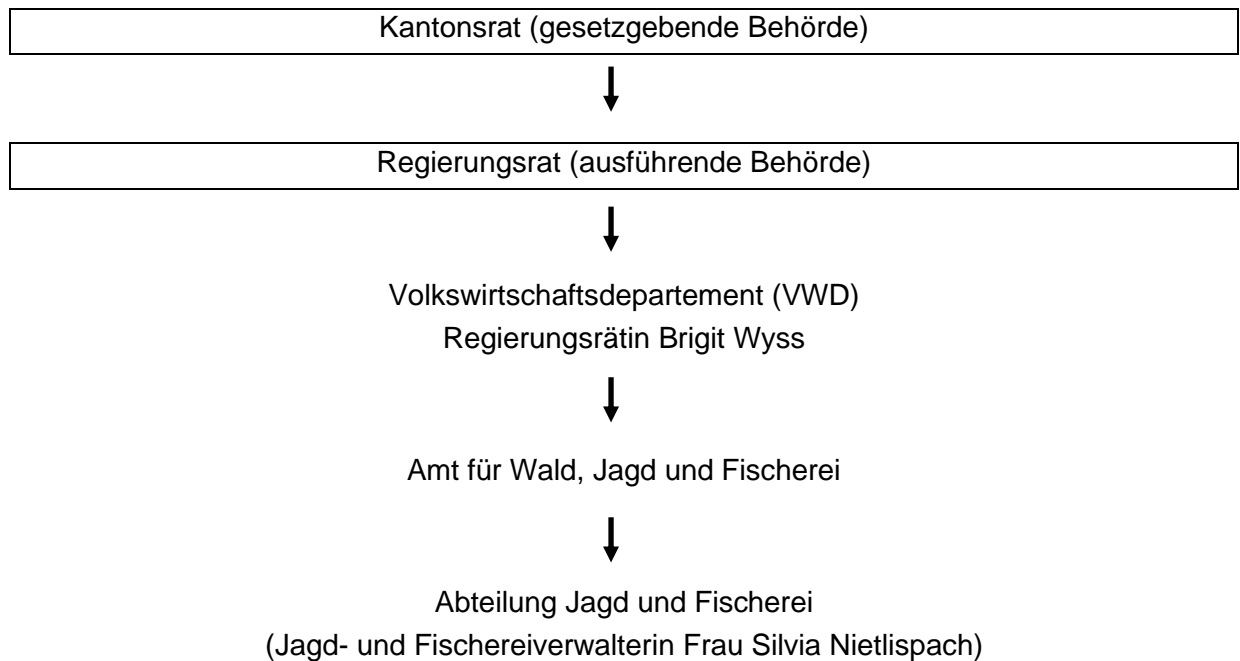 Kantonsrat (gesetzgebende Behörde)
Regierungsrat (ausführende Behörde)
Volkswirtschaftsdepartement (VWD)
Regierungsrätin Brigit Wyss
Amt für Wald, Jagd und Fischerei
Abteilung Jagd und Fischerei
(Jagd- und Fischereiverwalterin Frau Silvia Nietlispach)